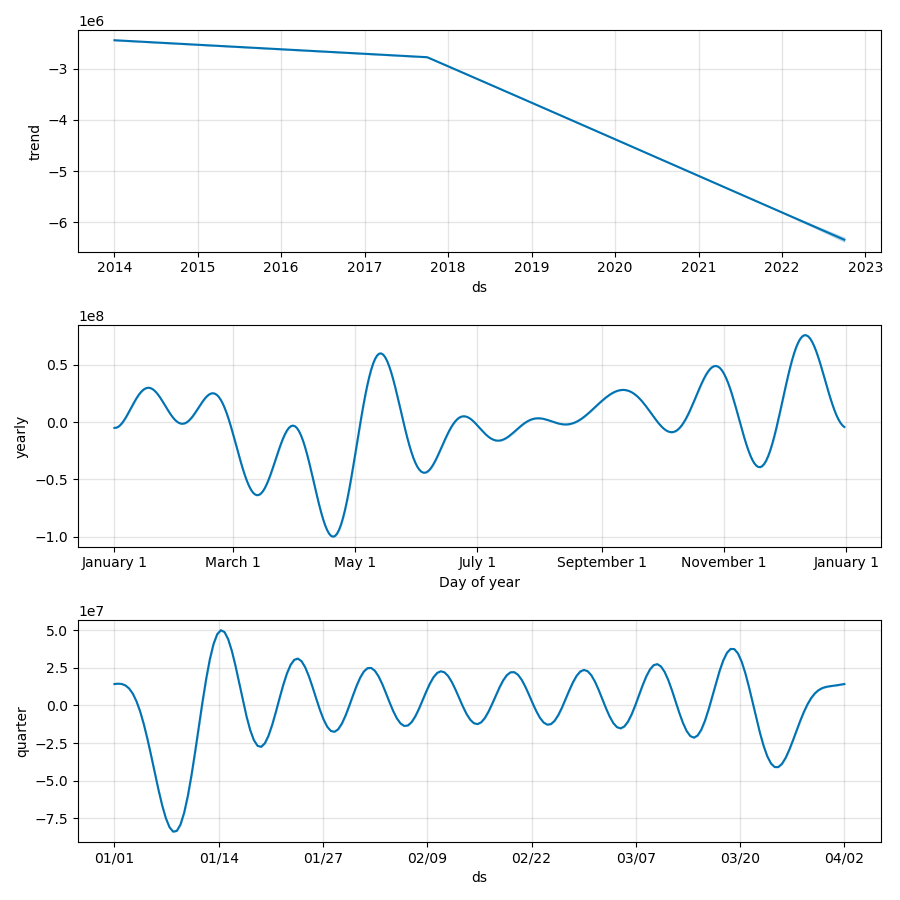 1e6
−3
−4
−5
−6
trend
2014 2015 2016 2017 2018 2019 2020 2021 2022 2023
ds
1e8
0.5
0.0
−0.5
−1.0
yearly
January 1 March 1 May 1 July 1 September 1 November 1 January 1
Day of year
1e7
5.0
2.5
0.0
−2.5
−5.0
−7.5
quarter
01/01 01/14 01/27 02/09 02/22 03/07 03/20 04/02
ds